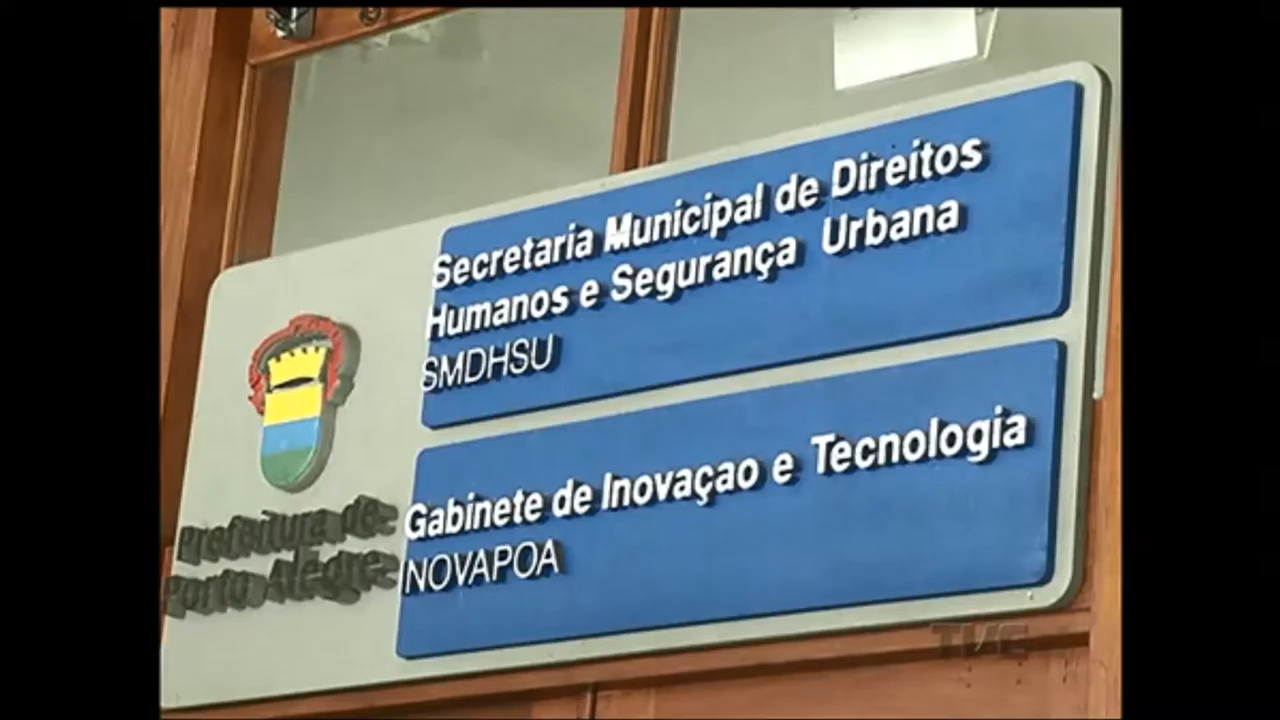 Secretaria Municipal de Direitos
Humanos e Segurança Urbana
SMDHSU
Gabinete de Inovaçao e Tecnologia
NOVAPOA
Prefeitura de
Porto Alegre
TVE